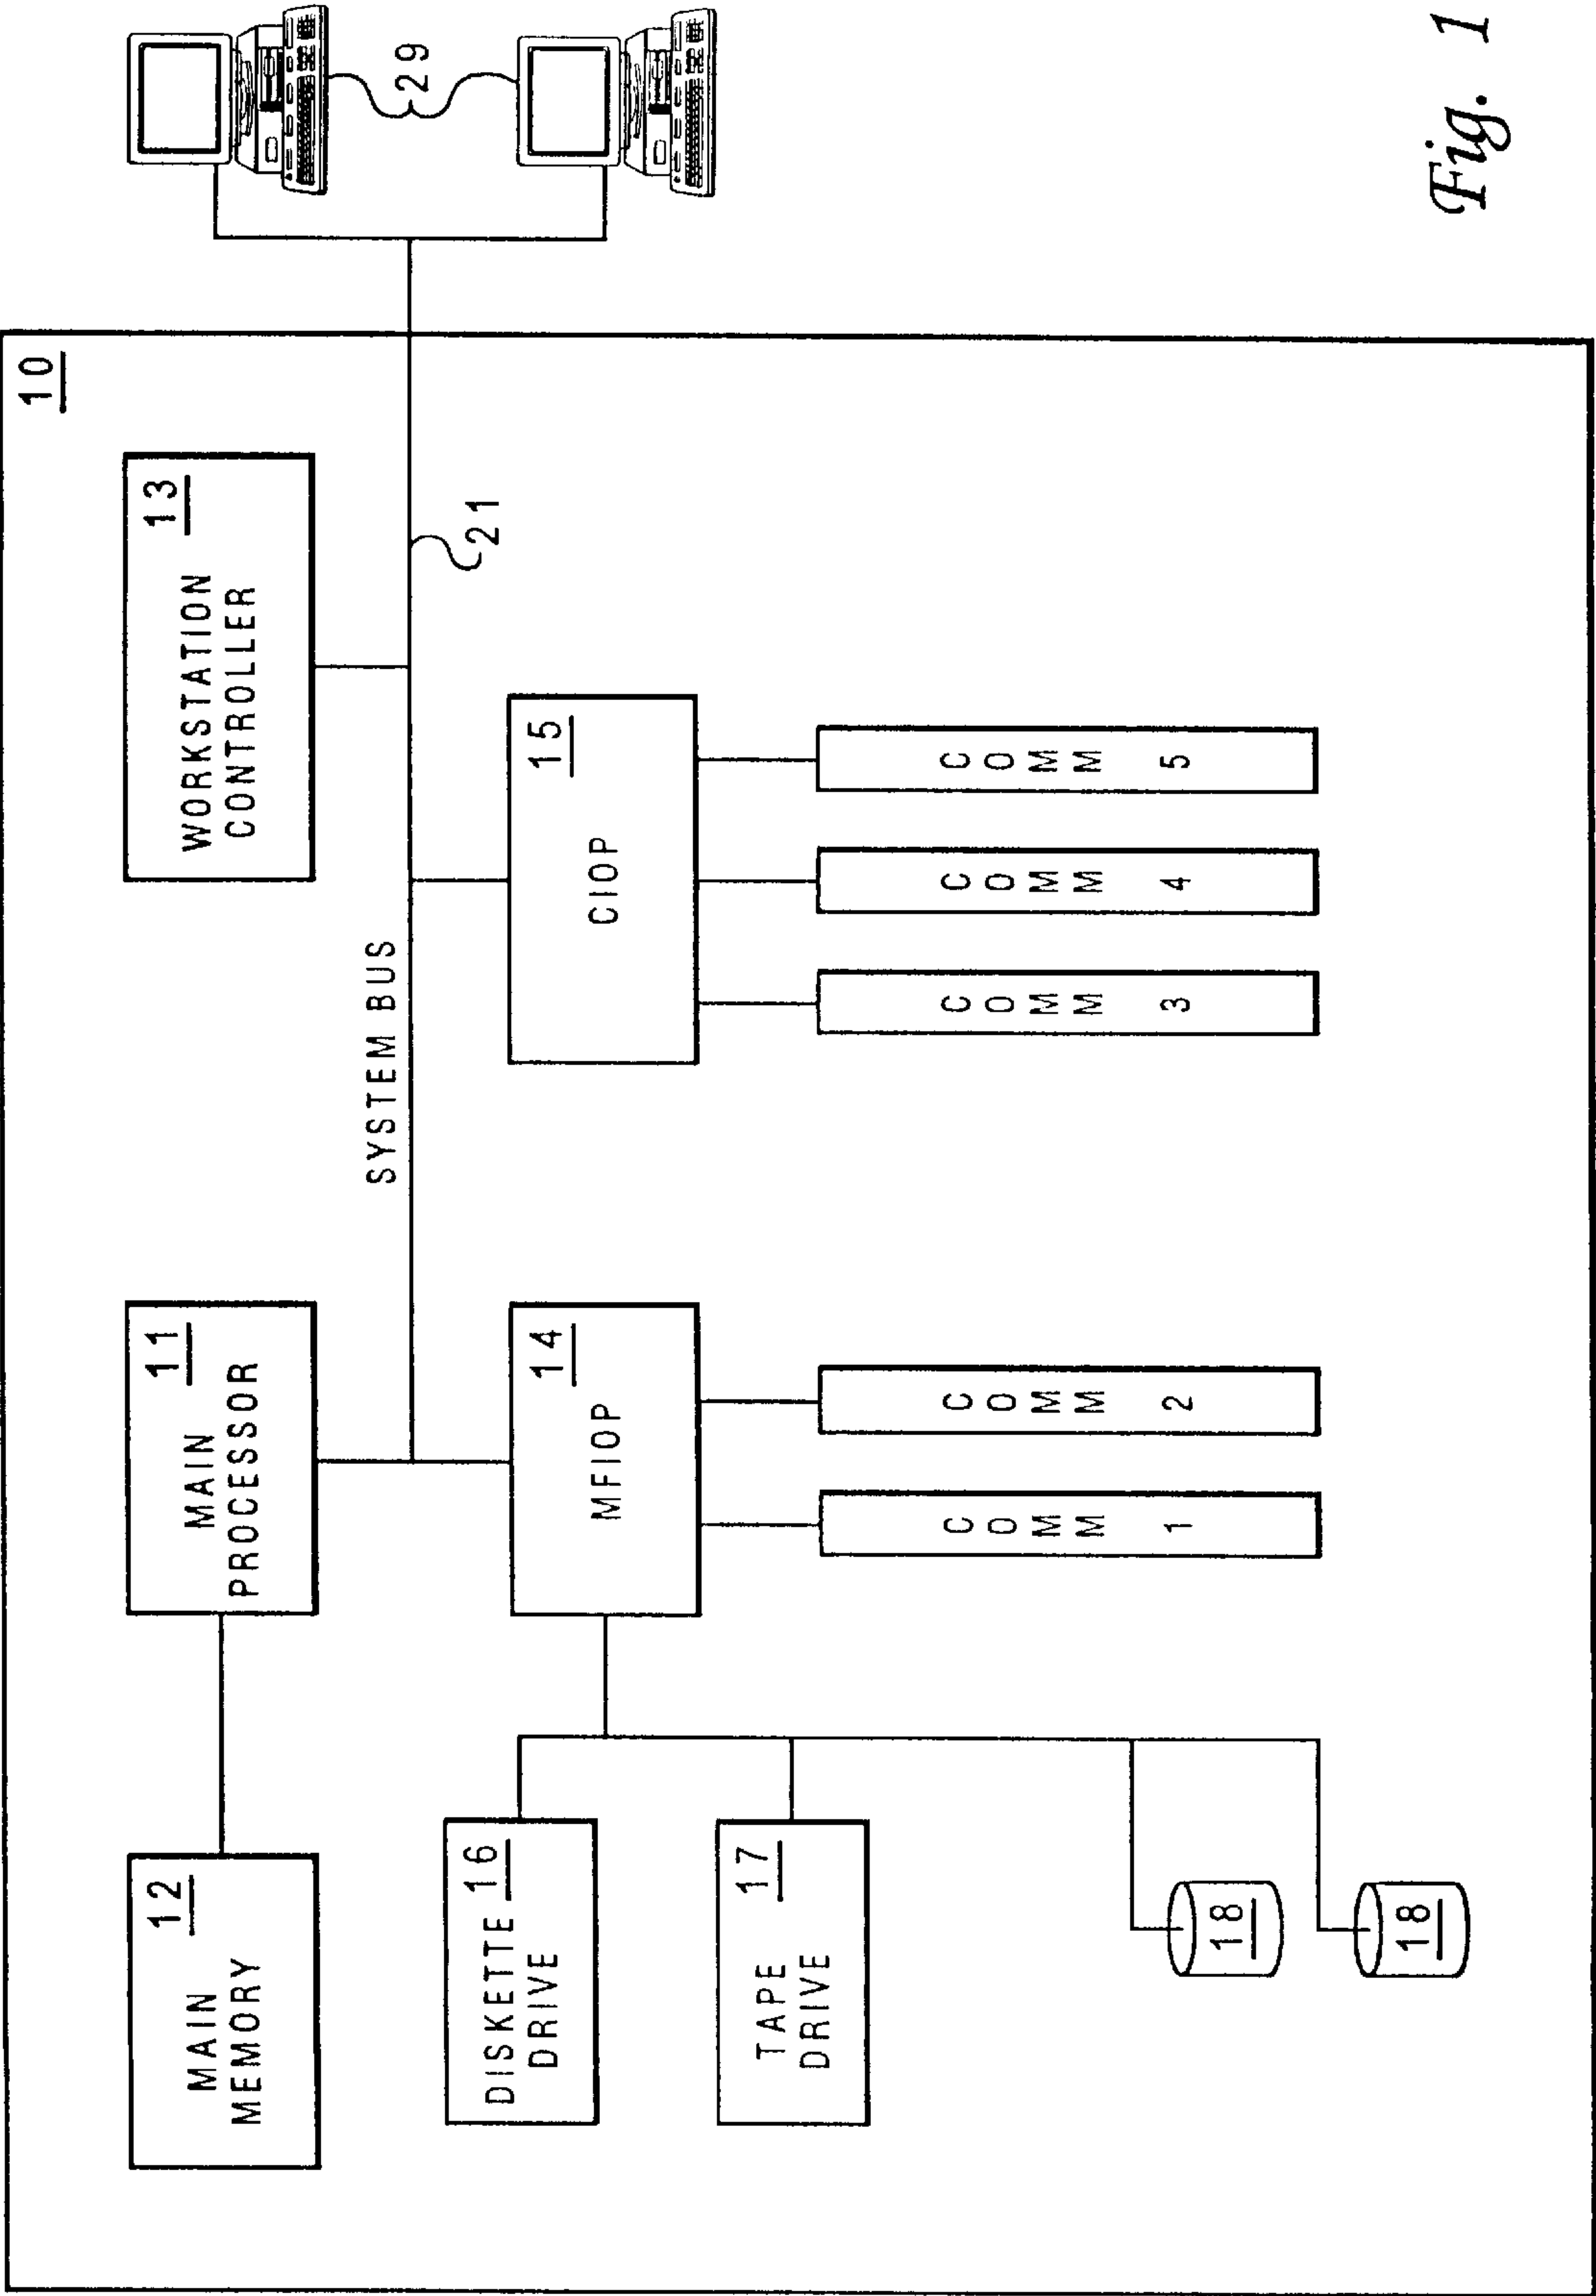 10
12
MAIN
MEMORY
11
MAIN
PROCESSOR
13
WORKSTATION
CONTROLLER
SYSTEM BUS
21
29
DISKETTE 16
DRIVE
17
TAPE
DRIVE
14
MFIOP
15
CIOP
COMM 1
COMM 2
COMM 3
COMM 4
COMM 5
18
18
Fig. 1